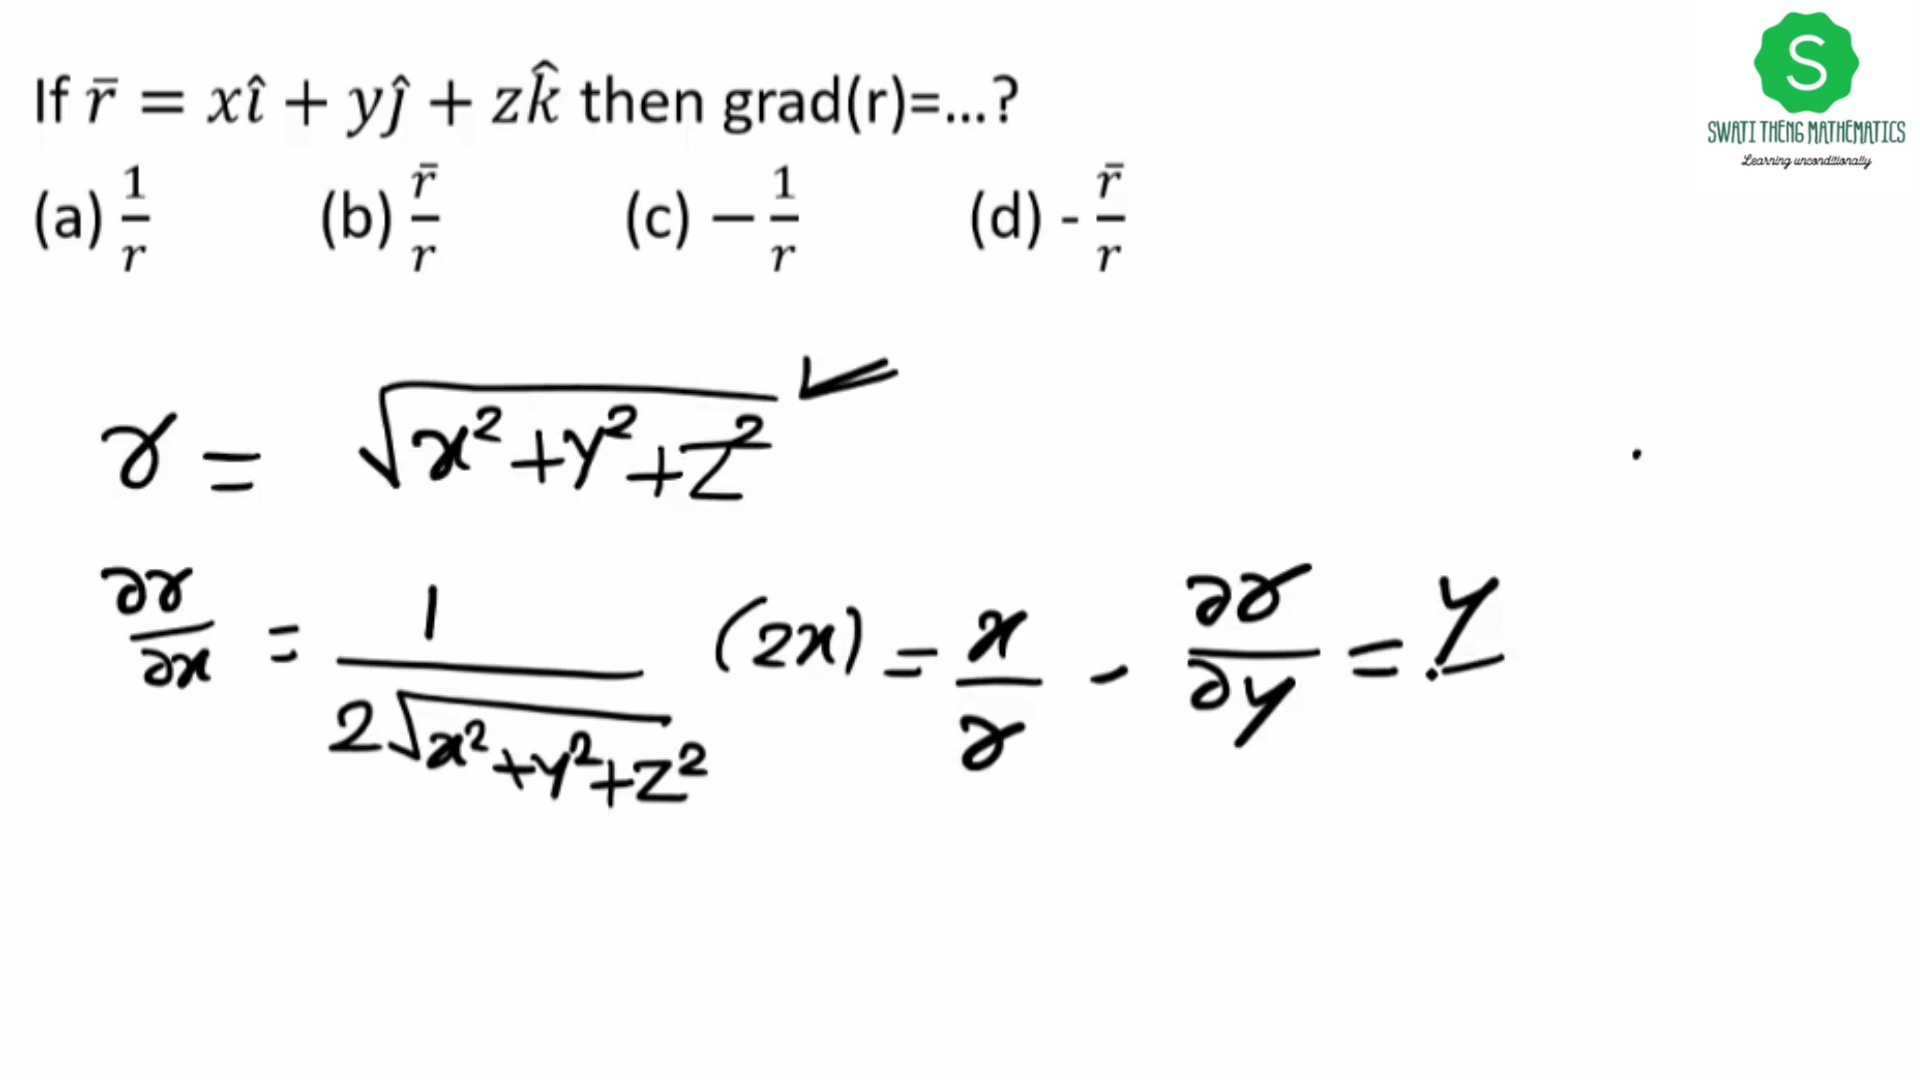 If r̄ = xî + yĵ + zk̂ then grad(r)=...?
(a) 1/r (b) r̄/r (c) − 1/r (d) - r̄/r
S
SWATI THENG MATHEMATICS
Learning unconditionally
r = √(x²+y²+z²)
∂r/∂x = 1/(2√(x²+y²+z²)) (2x) = x/r - ∂r/∂y = y/